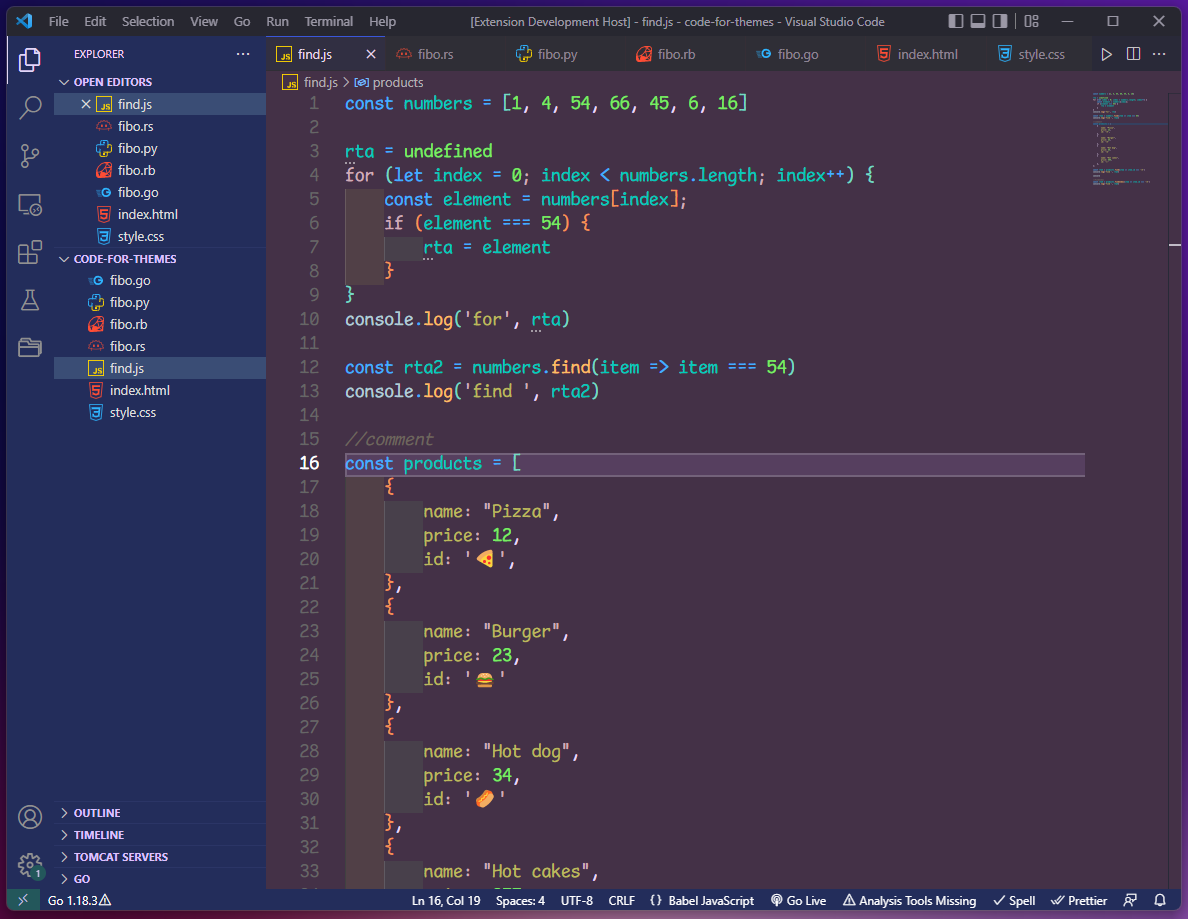 File Edit Selection View Go Run Terminal Help [Extension Development Host] - find.js - code-for-themes - Visual Studio Code
EXPLORER
OPEN EDITORS
find.js
fibo.rs
fibo.py
fibo.rb
fibo.go
index.html
style.css
CODE-FOR-THEMES
fibo.go
fibo.py
fibo.rb
fibo.rs
find.js
index.html
style.css
OUTLINE
TIMELINE
TOMCAT SERVERS
GO
1
find.js fibo.rs fibo.py fibo.rb fibo.go index.html style.css
find.js > products
1 const numbers = [1, 4, 54, 66, 45, 6, 16]
2
3 rta = undefined
4 for (let index = 0; index < numbers.length; index++) {
5 const element = numbers[index];
6 if (element === 54) {
7 rta = element
8 }
9 }
10 console.log('for', rta)
11
12 const rta2 = numbers.find(item => item === 54)
13 console.log('find ', rta2)
14
15 //comment
16 const products = [
17 {
18 name: "Pizza",
19 price: 12,
20 id: '🍕',
21 },
22 {
23 name: "Burger",
24 price: 23,
25 id: '🍔'
26 },
27 {
28 name: "Hot dog",
29 price: 34,
30 id: '🌭'
31 },
32 {
33 name: "Hot cakes",
Go 1.18.3 Ln 16, Col 19 Spaces: 4 UTF-8 CRLF {} Babel JavaScript Go Live Analysis Tools Missing Spell Prettier